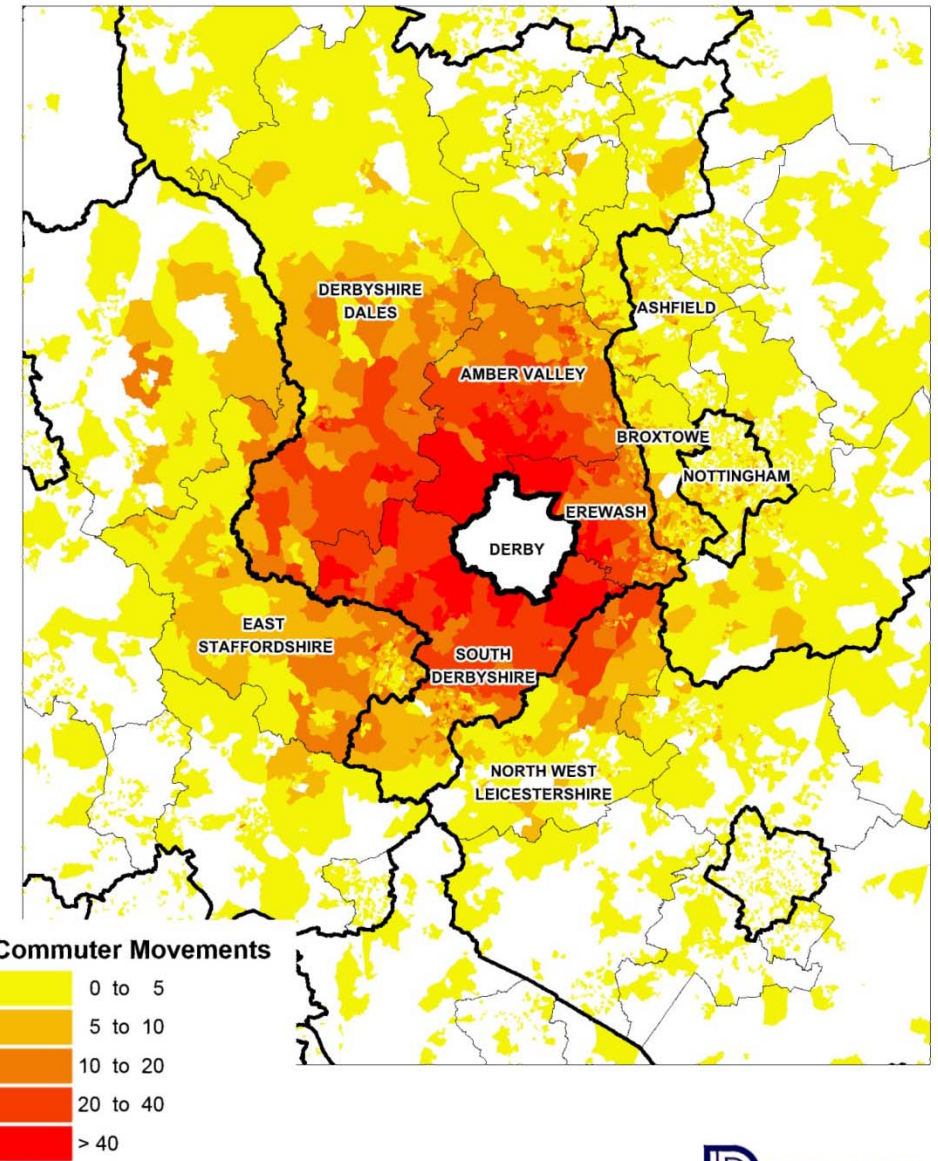 DERBYSHIRE
DALES
ASHFIELD
AMBER VALLEY
BROXTOWE
NOTTINGHAM
EREWASH
DERBY
EAST
STAFFORDSHIRE
SOUTH
DERBYSHIRE
NORTH WEST
LEICESTERSHIRE
Commuter Movements
0 to 5
5 to 10
10 to 20
20 to 40
> 40